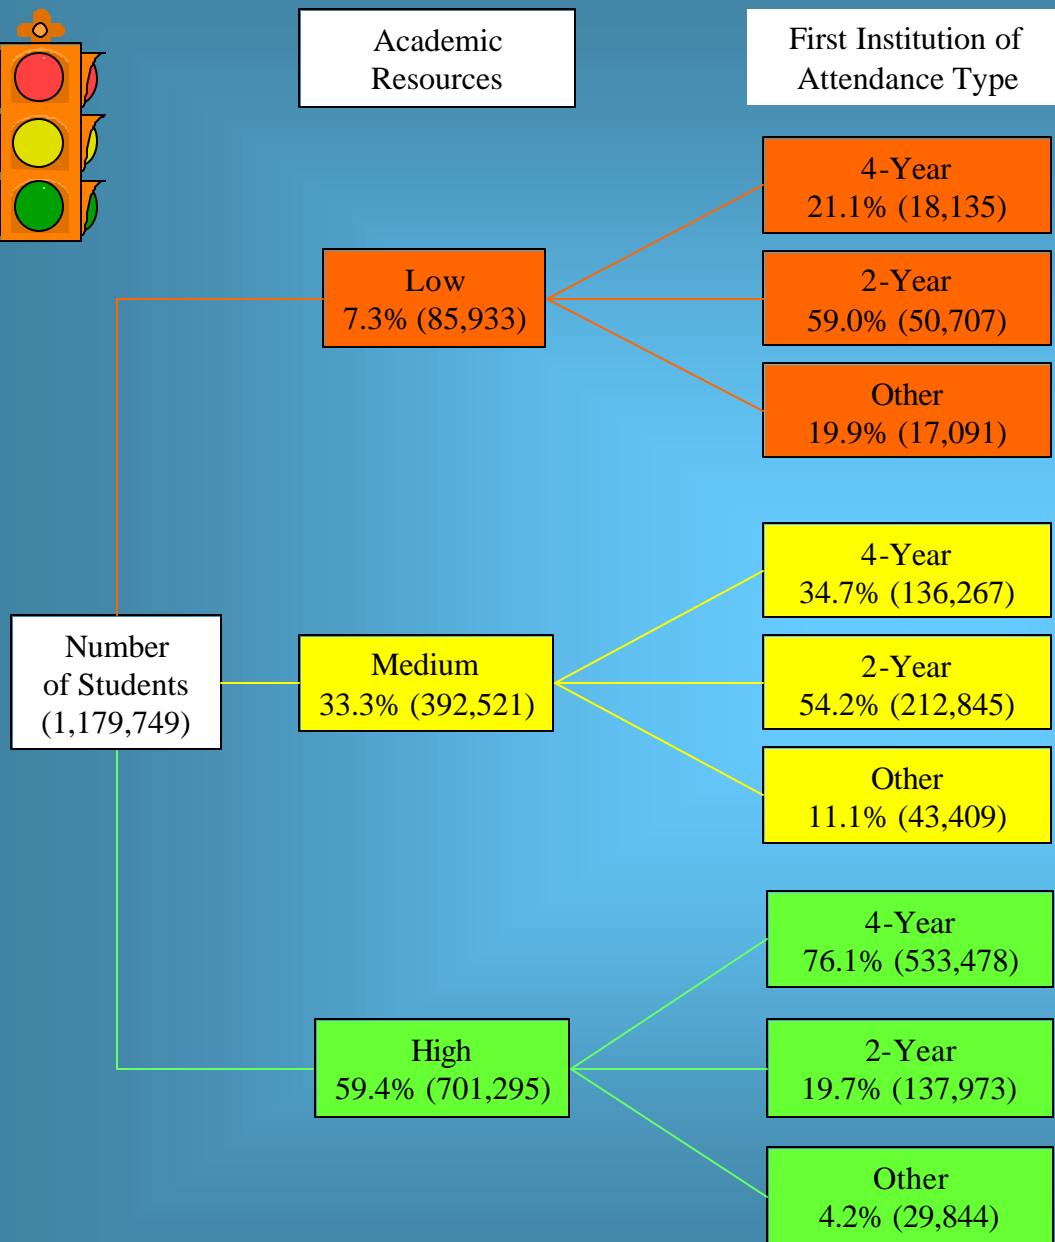 Academic
Resources
First Institution of
Attendance Type
4-Year
21.1% (18,135)
Low
7.3% (85,933)
2-Year
59.0% (50,707)
Other
19.9% (17,091)
4-Year
34.7% (136,267)
Number
of Students
(1,179,749)
Medium
33.3% (392,521)
2-Year
54.2% (212,845)
Other
11.1% (43,409)
4-Year
76.1% (533,478)
High
59.4% (701,295)
2-Year
19.7% (137,973)
Other
4.2% (29,844)